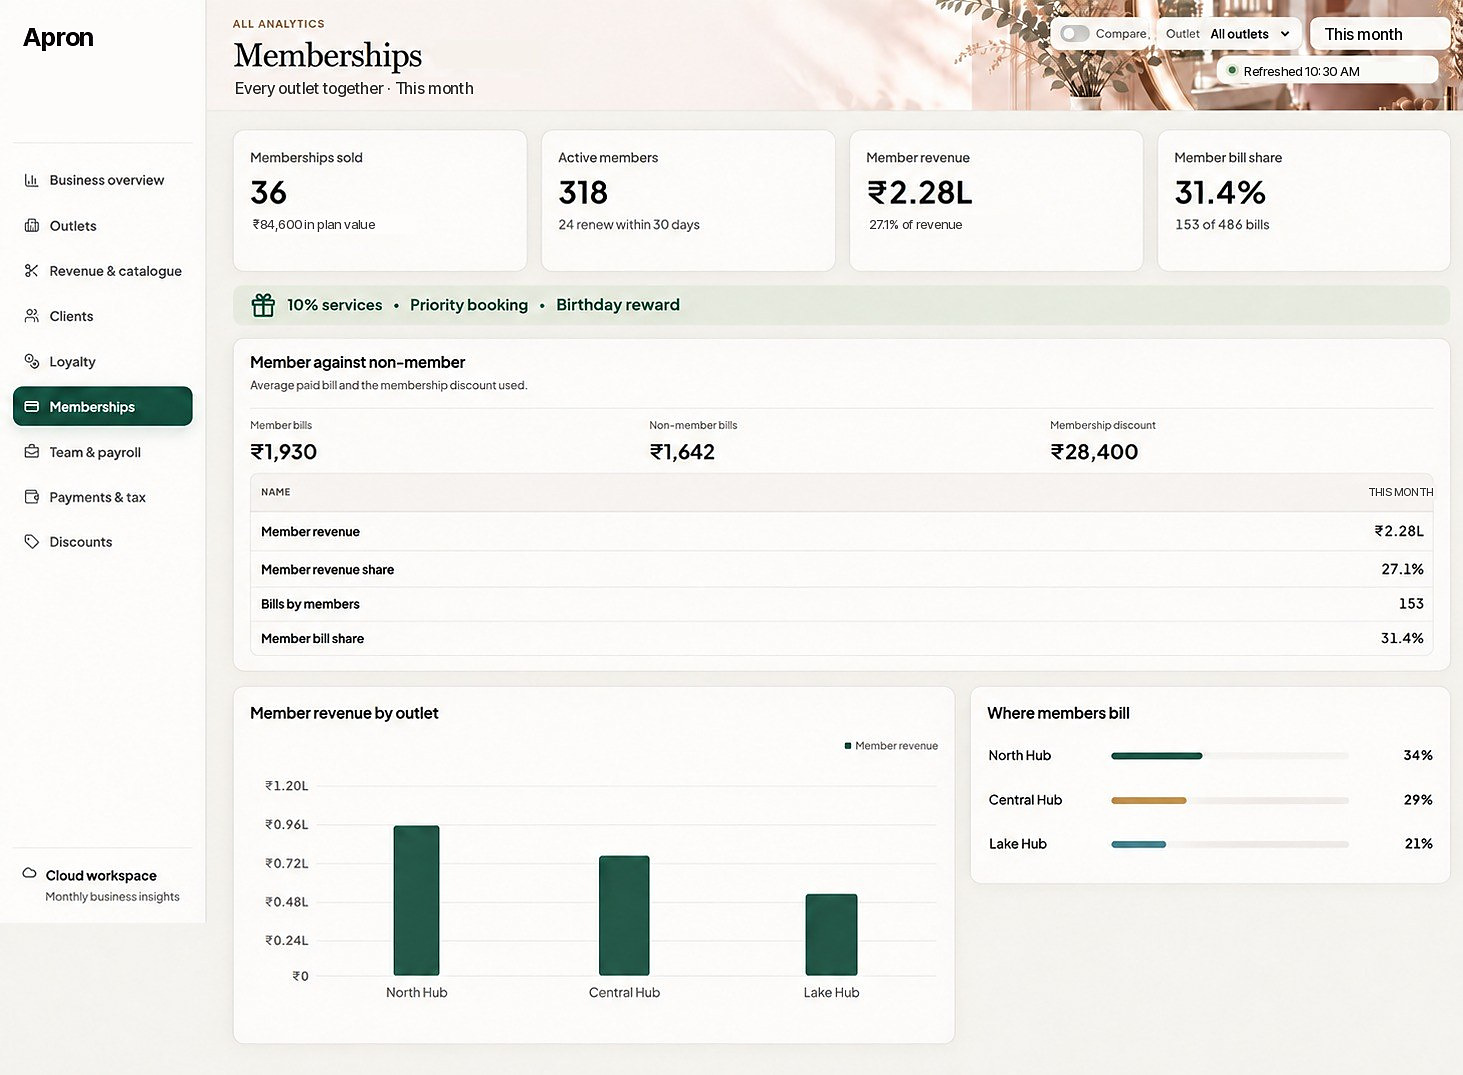 Apron
Business overview
Outlets
Revenue & catalogue
Clients
Loyalty
Memberships
Team & payroll
Payments & tax
Discounts
Cloud workspace
Monthly business insights
ALL ANALYTICS
Memberships
Every outlet together · This month
Compare
Outlet All outlets
This month
Refreshed 10:30 AM
Memberships sold
36
₹84,600 in plan value
Active members
318
24 renew within 30 days
Member revenue
₹2.28L
27.1% of revenue
Member bill share
31.4%
153 of 486 bills
10% services • Priority booking • Birthday reward
Member against non-member
Average paid bill and the membership discount used.
Member bills
₹1,930
Non-member bills
₹1,642
Membership discount
₹28,400
NAME THIS MONTH
Member revenue ₹2.28L
Member revenue share 27.1%
Bills by members 153
Member bill share 31.4%
Member revenue by outlet
Member revenue
₹1.20L
₹0.96L
₹0.72L
₹0.48L
₹0.24L
₹0
North Hub Central Hub Lake Hub
Where members bill
North Hub 34%
Central Hub 29%
Lake Hub 21%